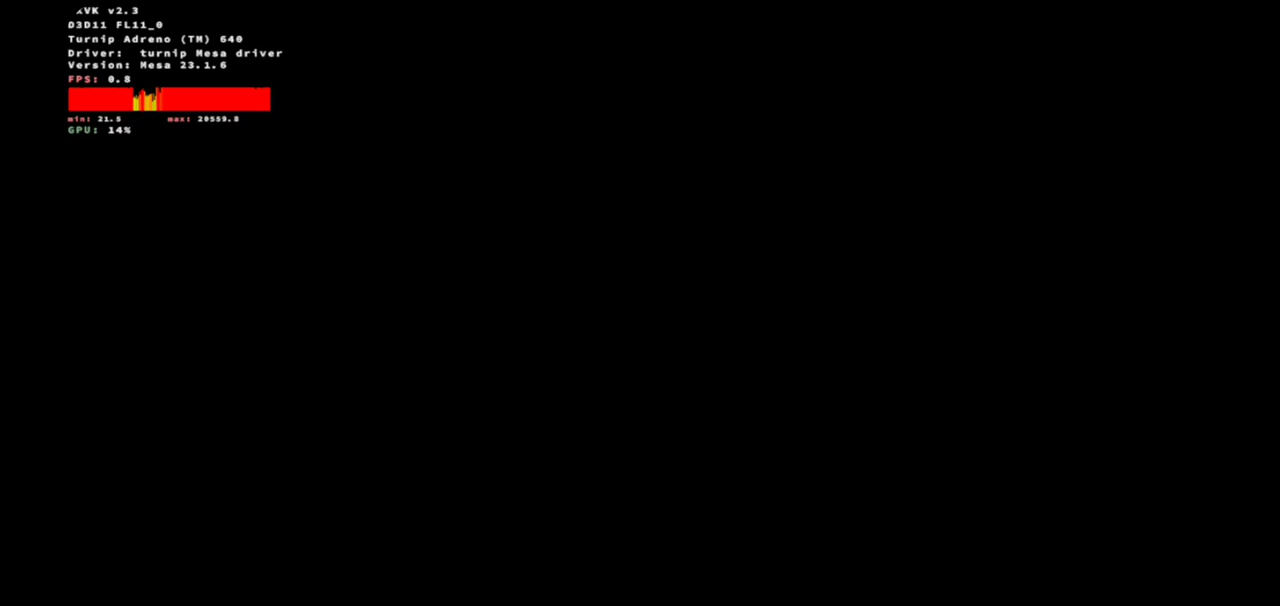 XVK v2.3
D3D11 FL11_0
Turnip Adreno (TM) 640
Driver: turnip Mesa driver
Version: Mesa 23.1.6
FPS: 0.8
min: 21.5 max: 20559.8
GPU: 14%